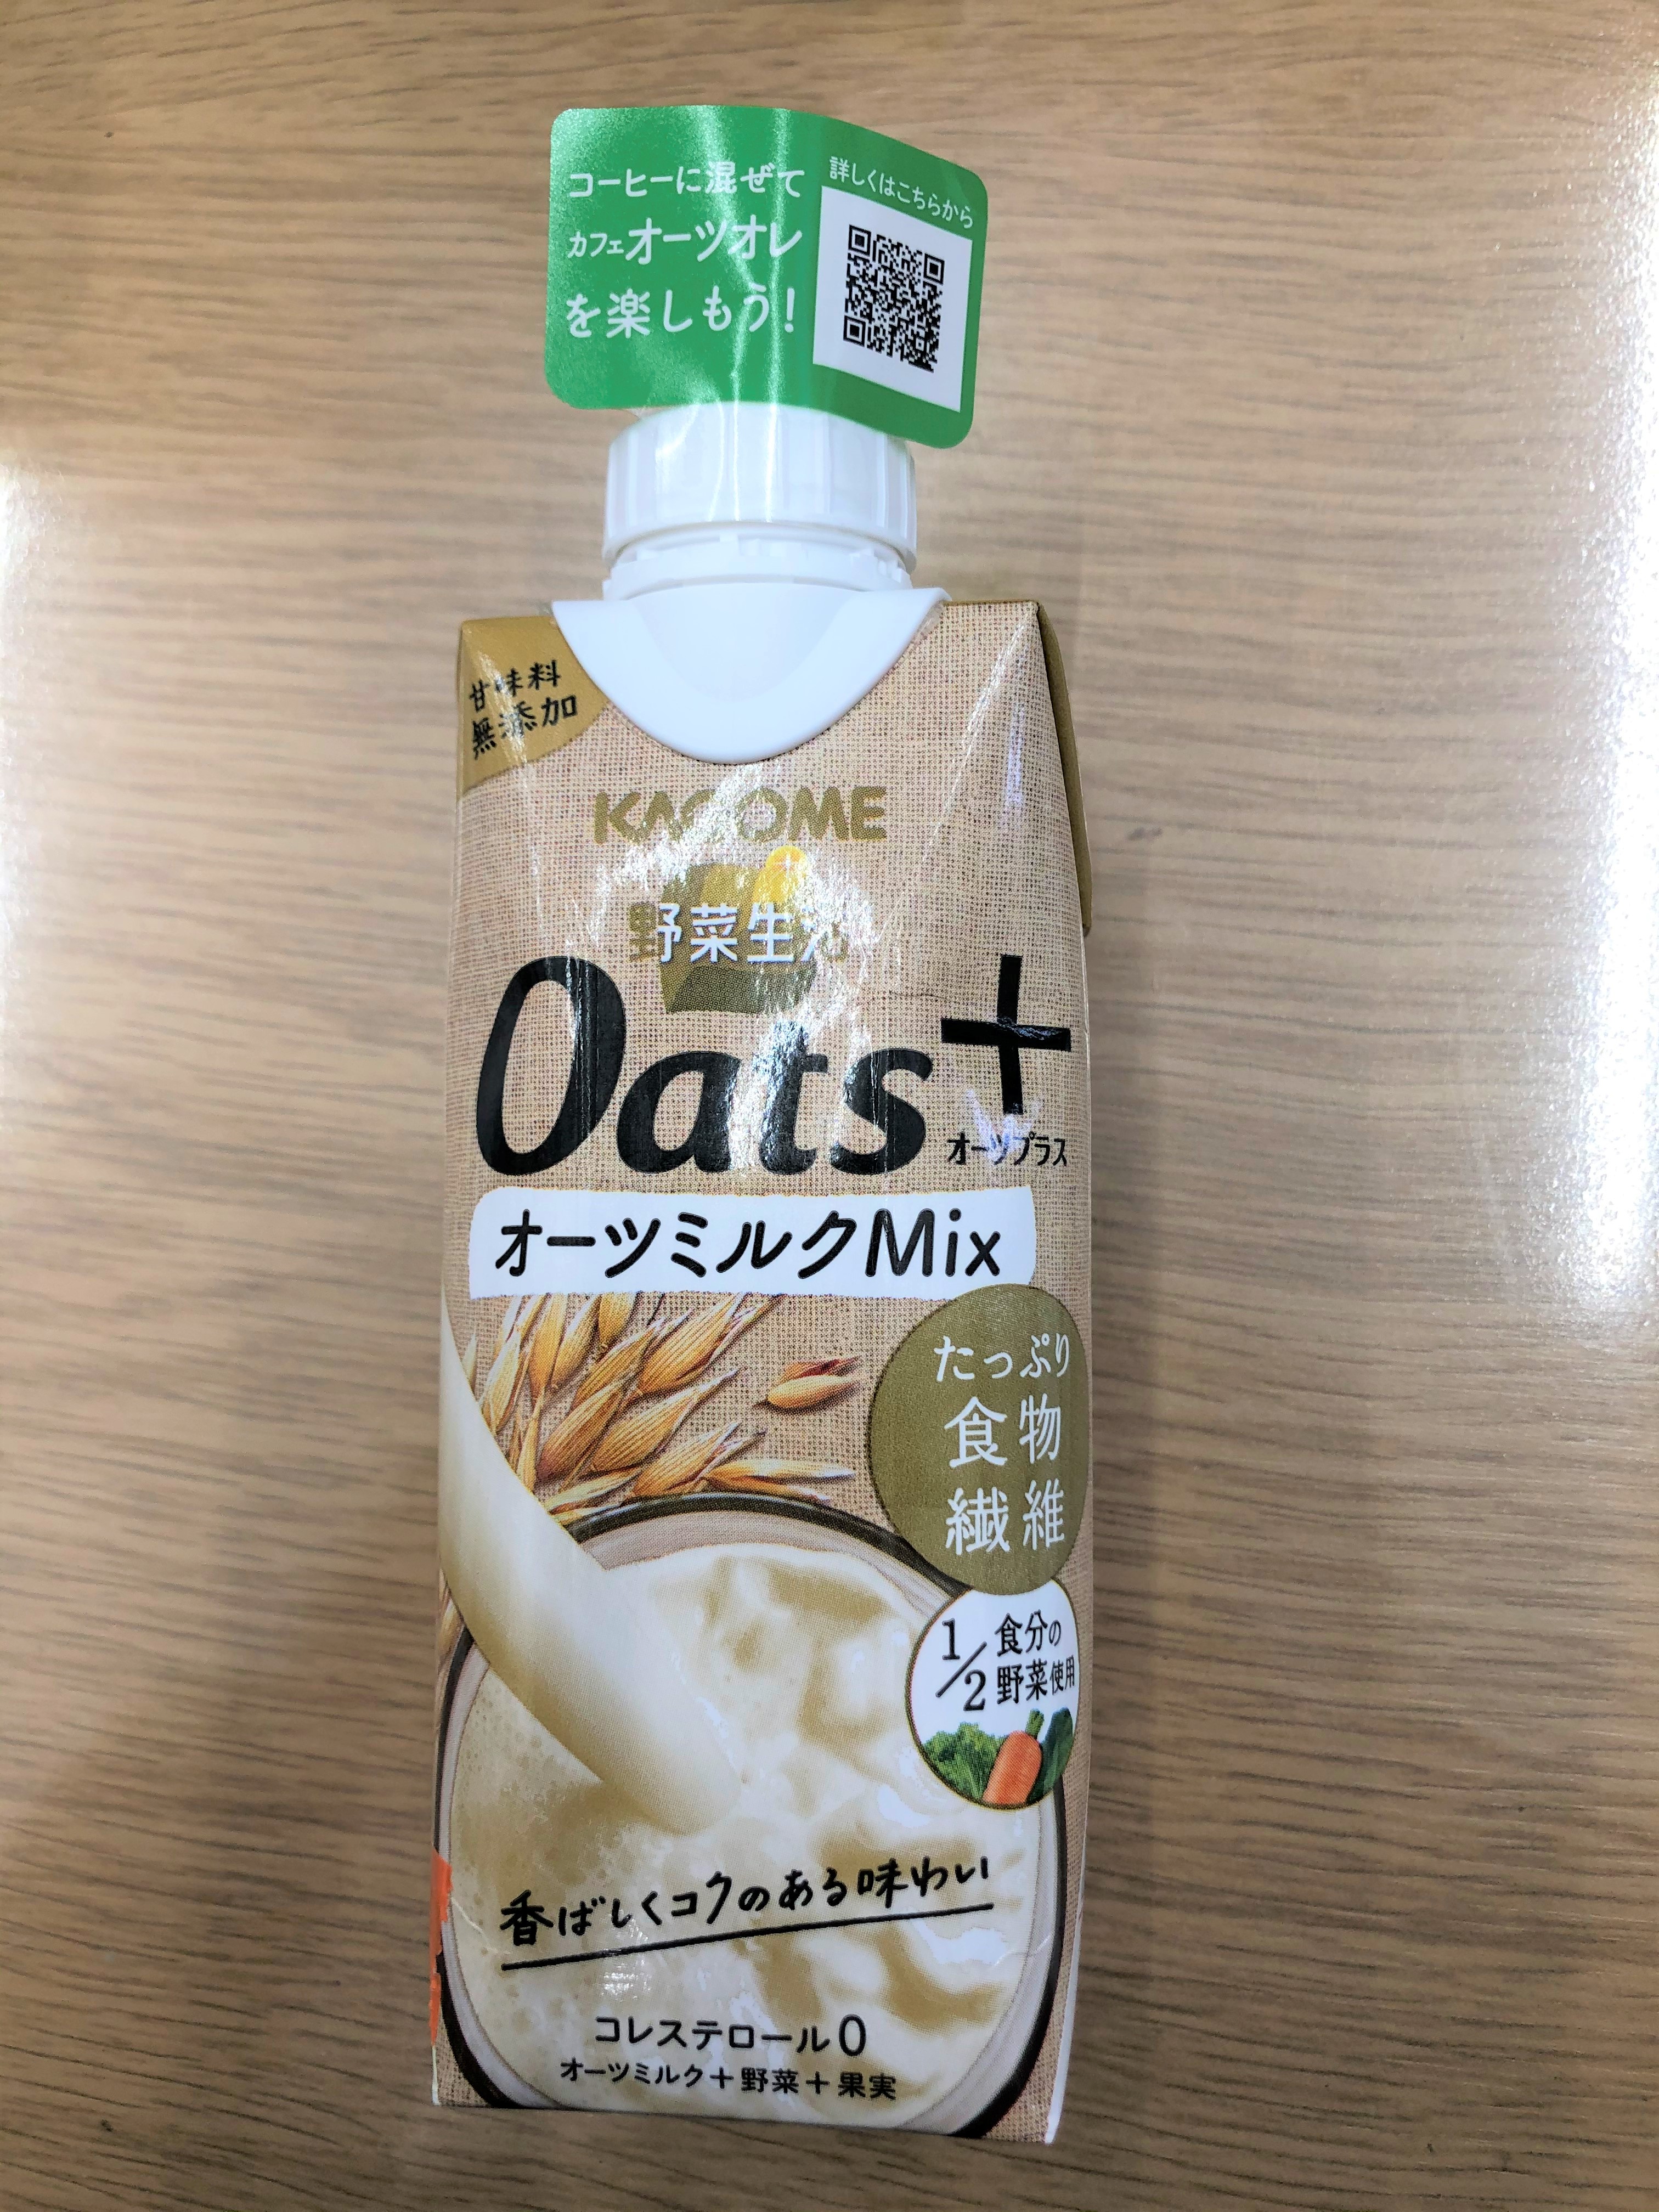 コーヒーに混ぜて
カフェオーツオレ
を楽しもう!
詳しくはこちらから
甘味料
無添加
KAGOME
野菜生活
Oats+
オーツプラス
オーツミルクMix
たっぷり
食物
繊維
1/2食分の
野菜使用
香ばしくコクのある味わい
コレステロール0
オーツミルク+野菜+果実